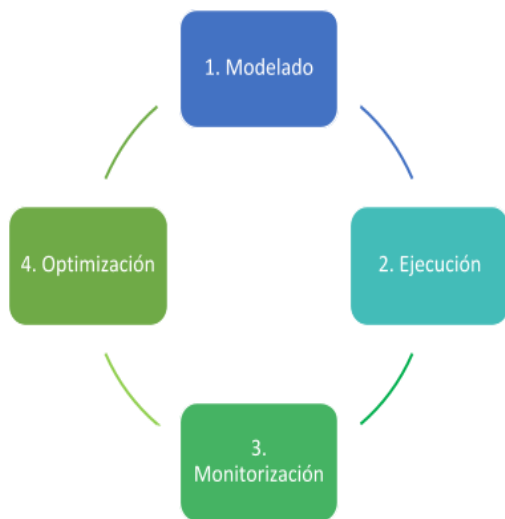 1. Modelado
2. Ejecución
3.
Monitorización
4. Optimización